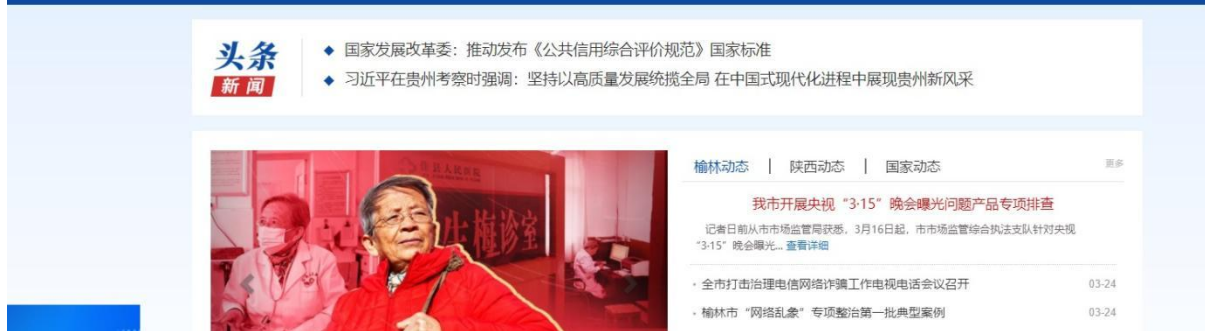 头条
新闻
◆ 国家发展改革委：推动发布《公共信用综合评价规范》国家标准
◆ 习近平在贵州考察时强调：坚持以高质量发展统揽全局 在中国式现代化进程中展现贵州新风采
榆林动态 | 陕西动态 | 国家动态 更多
我市开展央视“3·15”晚会曝光问题产品专项排查
记者日前从市市场监管局获悉，3月16日起，市市场监管综合执法支队针对央视
“3·15”晚会曝光... 查看详细
· 全市打击治理电信网络诈骗工作电视电话会议召开 03-24
· 榆林市“网络乱象”专项整治第一批典型案例 03-24
县人民医院
生梅诊室